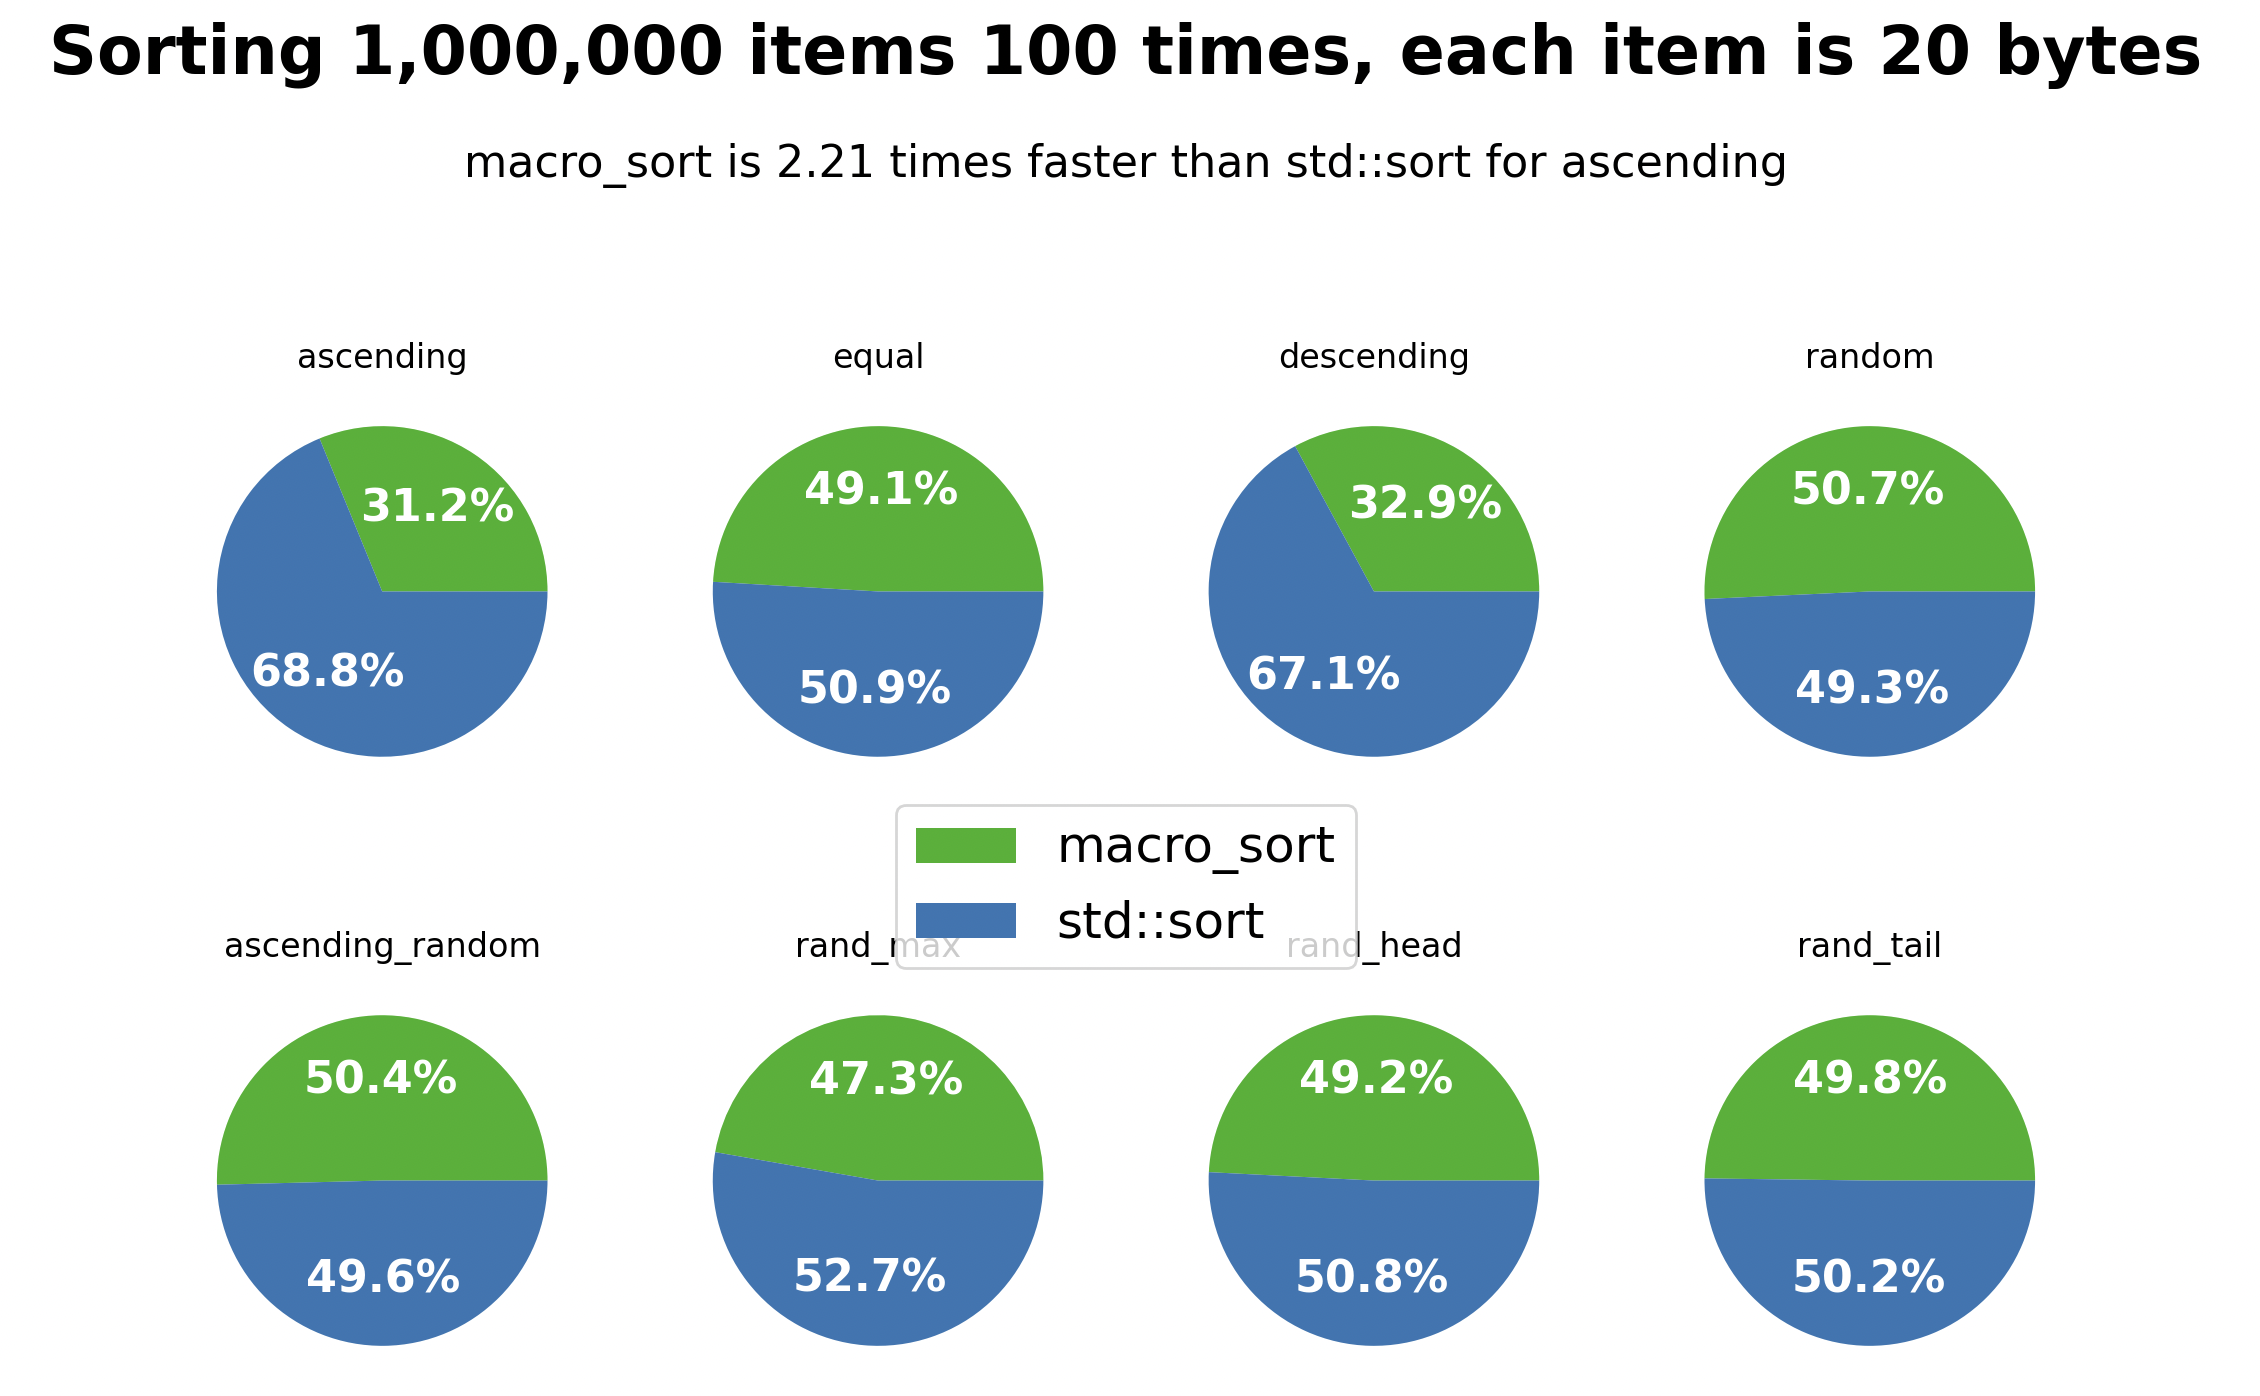 Sorting 1,000,000 items 100 times, each item is 20 bytes
macro_sort is 2.21 times faster than std::sort for ascending
ascending
31.2%
68.8%
equal
49.1%
50.9%
descending
32.9%
67.1%
random
50.7%
49.3%
macro_sort
std::sort
ascending_random
50.4%
49.6%
rand_max
47.3%
52.7%
rand_head
49.2%
50.8%
rand_tail
49.8%
50.2%